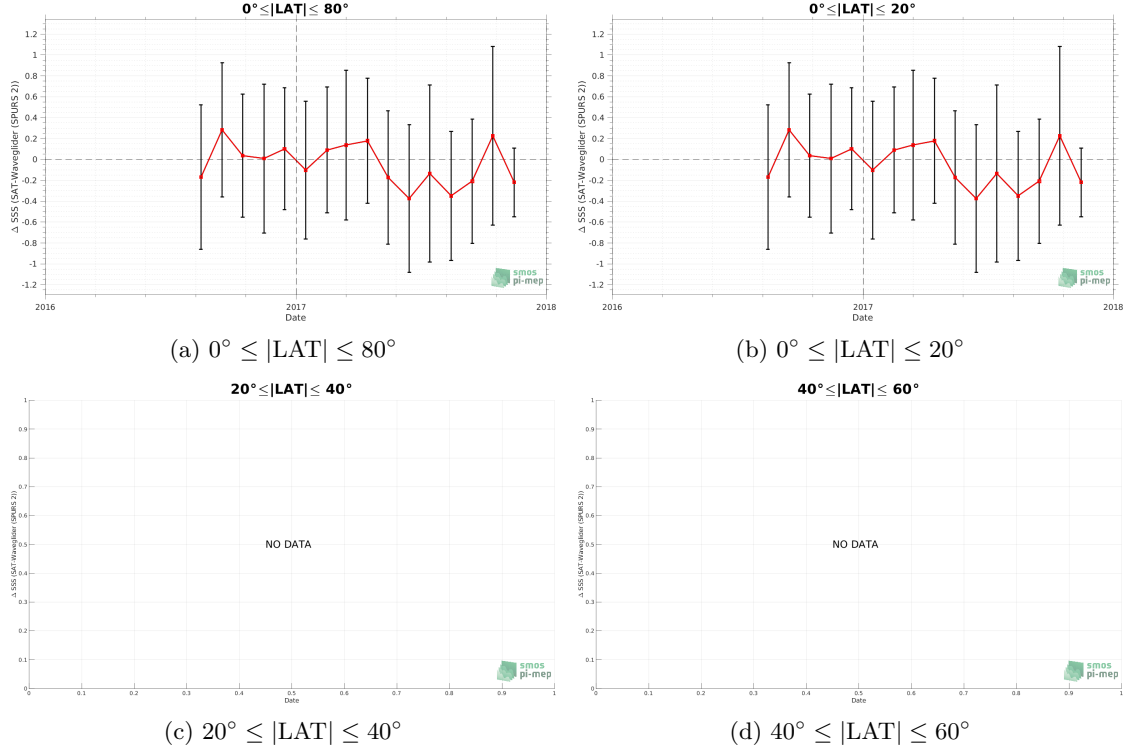 0°≤|LAT|≤ 80°
1.2
1
0.8
0.6
0.4
0.2
0
-0.2
-0.4
-0.6
-0.8
-1
-1.2
Δ SSS (SAT-Waveglider (SPURS 2))
2016
2017
2018
Date
smos
pi-mep
(a) 0° ≤ |LAT| ≤ 80°
0°≤|LAT|≤ 20°
1.2
1
0.8
0.6
0.4
0.2
0
-0.2
-0.4
-0.6
-0.8
-1
-1.2
Δ SSS (SAT-Waveglider (SPURS 2))
2016
2017
2018
Date
smos
pi-mep
(b) 0° ≤ |LAT| ≤ 20°
20°≤|LAT|≤ 40°
1
0.9
0.8
0.7
0.6
0.5
0.4
0.3
0.2
0.1
0
Δ SSS (SAT-Waveglider (SPURS 2))
NO DATA
0 0.1 0.2 0.3 0.4 0.5 0.6 0.7 0.8 0.9 1
Date
smos
pi-mep
(c) 20° ≤ |LAT| ≤ 40°
40°≤|LAT|≤ 60°
1
0.9
0.8
0.7
0.6
0.5
0.4
0.3
0.2
0.1
0
Δ SSS (SAT-Waveglider (SPURS 2))
NO DATA
0 0.1 0.2 0.3 0.4 0.5 0.6 0.7 0.8 0.9 1
Date
smos
pi-mep
(d) 40° ≤ |LAT| ≤ 60°